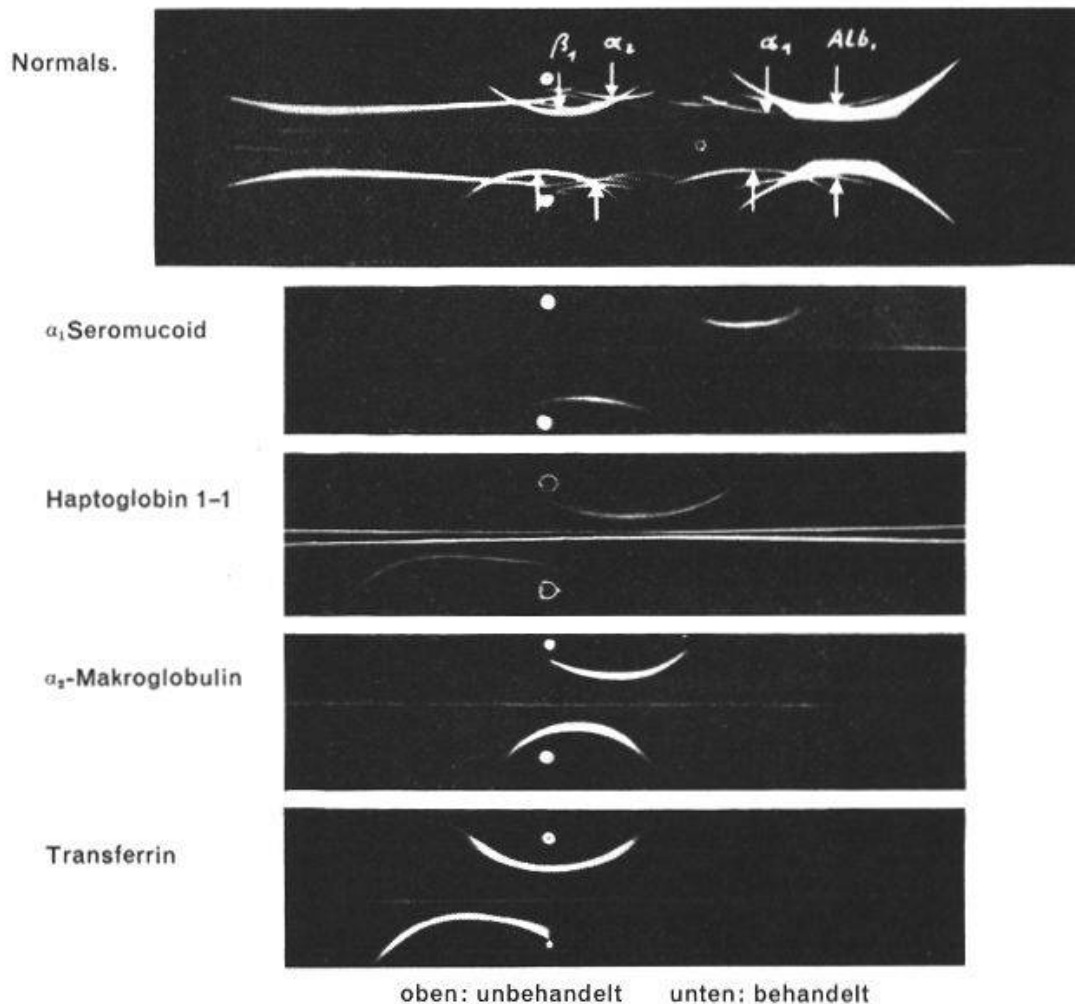 Normals.
β₁ α₂ α₁ Alb.
α₁Seromucoid
Haptoglobin 1–1
α₂-Makroglobulin
Transferrin
oben: unbehandelt unten: behandelt